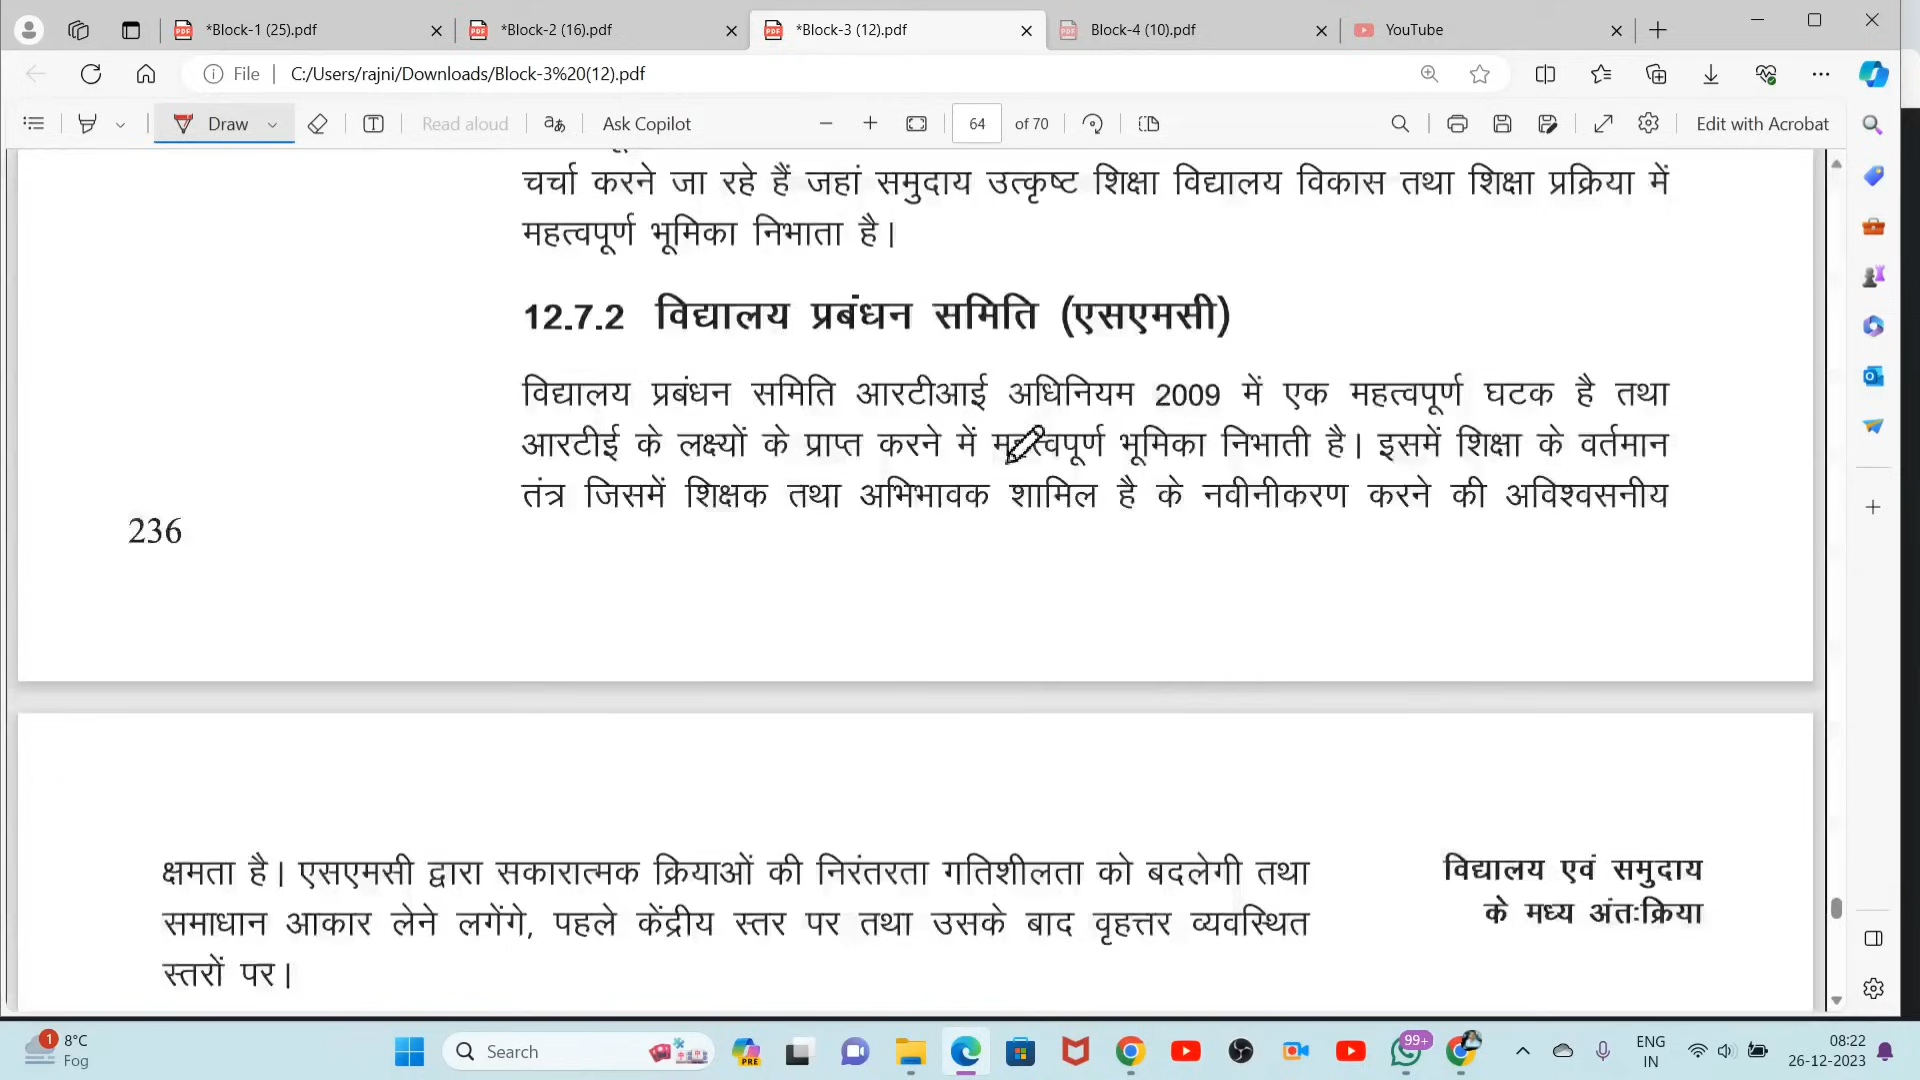 *Block-1 (25).pdf
*Block-2 (16).pdf
*Block-3 (12).pdf
Block-4 (10).pdf
YouTube
File
C:/Users/rajni/Downloads/Block-3%20(12).pdf
Draw
Read aloud
Ask Copilot
64
of 70
Edit with Acrobat
चर्चा करने जा रहे हैं जहां समुदाय उत्कृष्ट शिक्षा विद्यालय विकास तथा शिक्षा प्रक्रिया में
महत्वपूर्ण भूमिका निभाता है।
12.7.2 विद्यालय प्रबंधन समिति (एसएमसी)
विद्यालय प्रबंधन समिति आरटीआई अधिनियम 2009 में एक महत्वपूर्ण घटक है तथा
आरटीई के लक्ष्यों के प्राप्त करने में महत्वपूर्ण भूमिका निभाती है। इसमें शिक्षा के वर्तमान
तंत्र जिसमें शिक्षक तथा अभिभावक शामिल है के नवीनीकरण करने की अविश्वसनीय
236
क्षमता है। एसएमसी द्वारा सकारात्मक क्रियाओं की निरंतरता गतिशीलता को बदलेगी तथा
समाधान आकार लेने लगेंगे, पहले केंद्रीय स्तर पर तथा उसके बाद वृहत्तर व्यवस्थित
स्तरों पर।
विद्यालय एवं समुदाय
के मध्य अंतःक्रिया
1
8°C
Fog
Search
PRE
99+
ENG
IN
08:22
26-12-2023